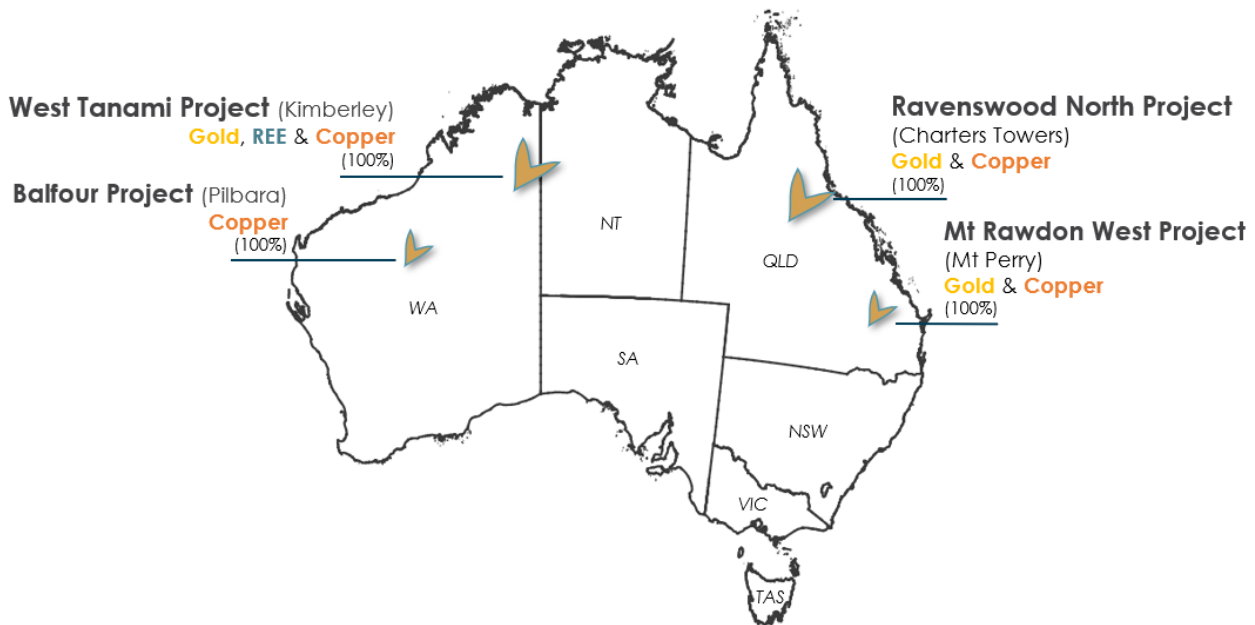 West Tanami Project (Kimberley)
Gold, REE & Copper
(100%)
Balfour Project (Pilbara)
Copper
(100%)
Ravenswood North Project
(Charters Towers)
Gold & Copper
(100%)
Mt Rawdon West Project
(Mt Perry)
Gold & Copper
(100%)
NT
QLD
WA
SA
NSW
VIC
TAS